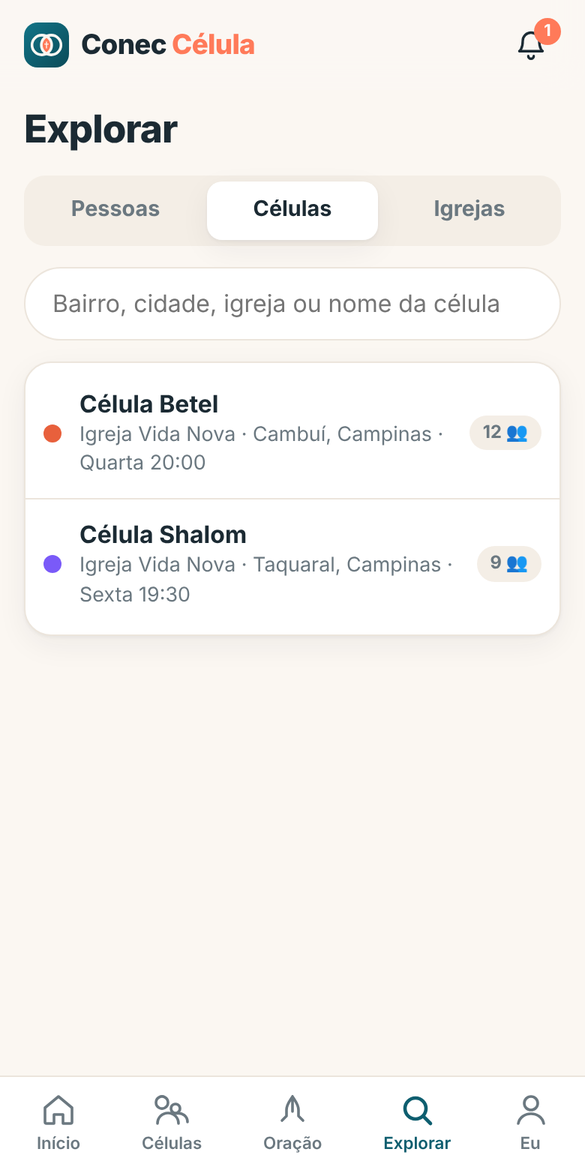 Conec Célula
1
Explorar
Pessoas Células Igrejas
Bairro, cidade, igreja ou nome da célula
Célula Betel
Igreja Vida Nova · Cambuí, Campinas ·
Quarta 20:00
12 👥
Célula Shalom
Igreja Vida Nova · Taquaral, Campinas ·
Sexta 19:30
9 👥
Início Células Oração Explorar Eu